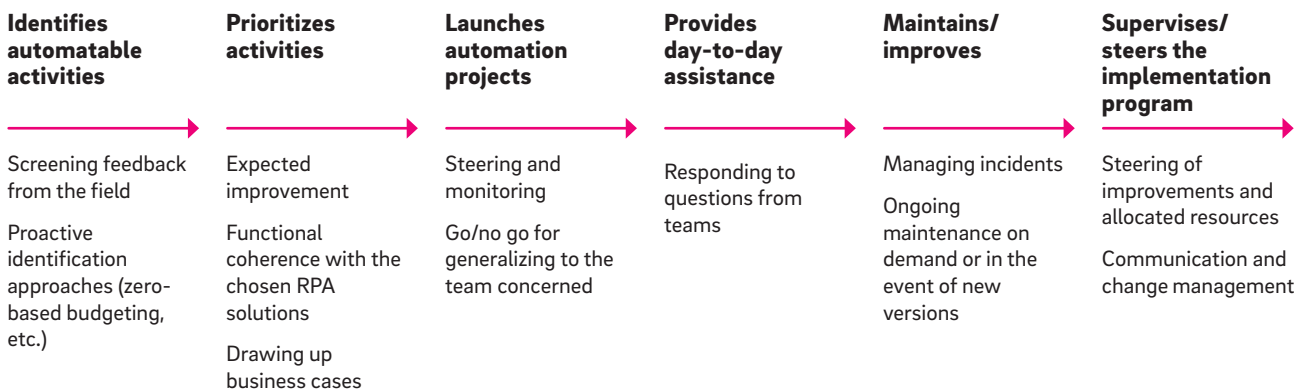 Identifies
automatable
activities
Screening feedback
from the field
Proactive
identification
approaches (zero-
based budgeting,
etc.)
Prioritizes
activities
Expected
improvement
Functional
coherence with the
chosen RPA
solutions
Drawing up
business cases
Launches
automation
projects
Steering and
monitoring
Go/no go for
generalizing to the
team concerned
Provides
day-to-day
assistance
Responding to
questions from
teams
Maintains/
improves
Managing incidents
Ongoing
maintenance on
demand or in the
event of new
versions
Supervises/
steers the
implementation
program
Steering of
improvements and
allocated resources
Communication and
change management